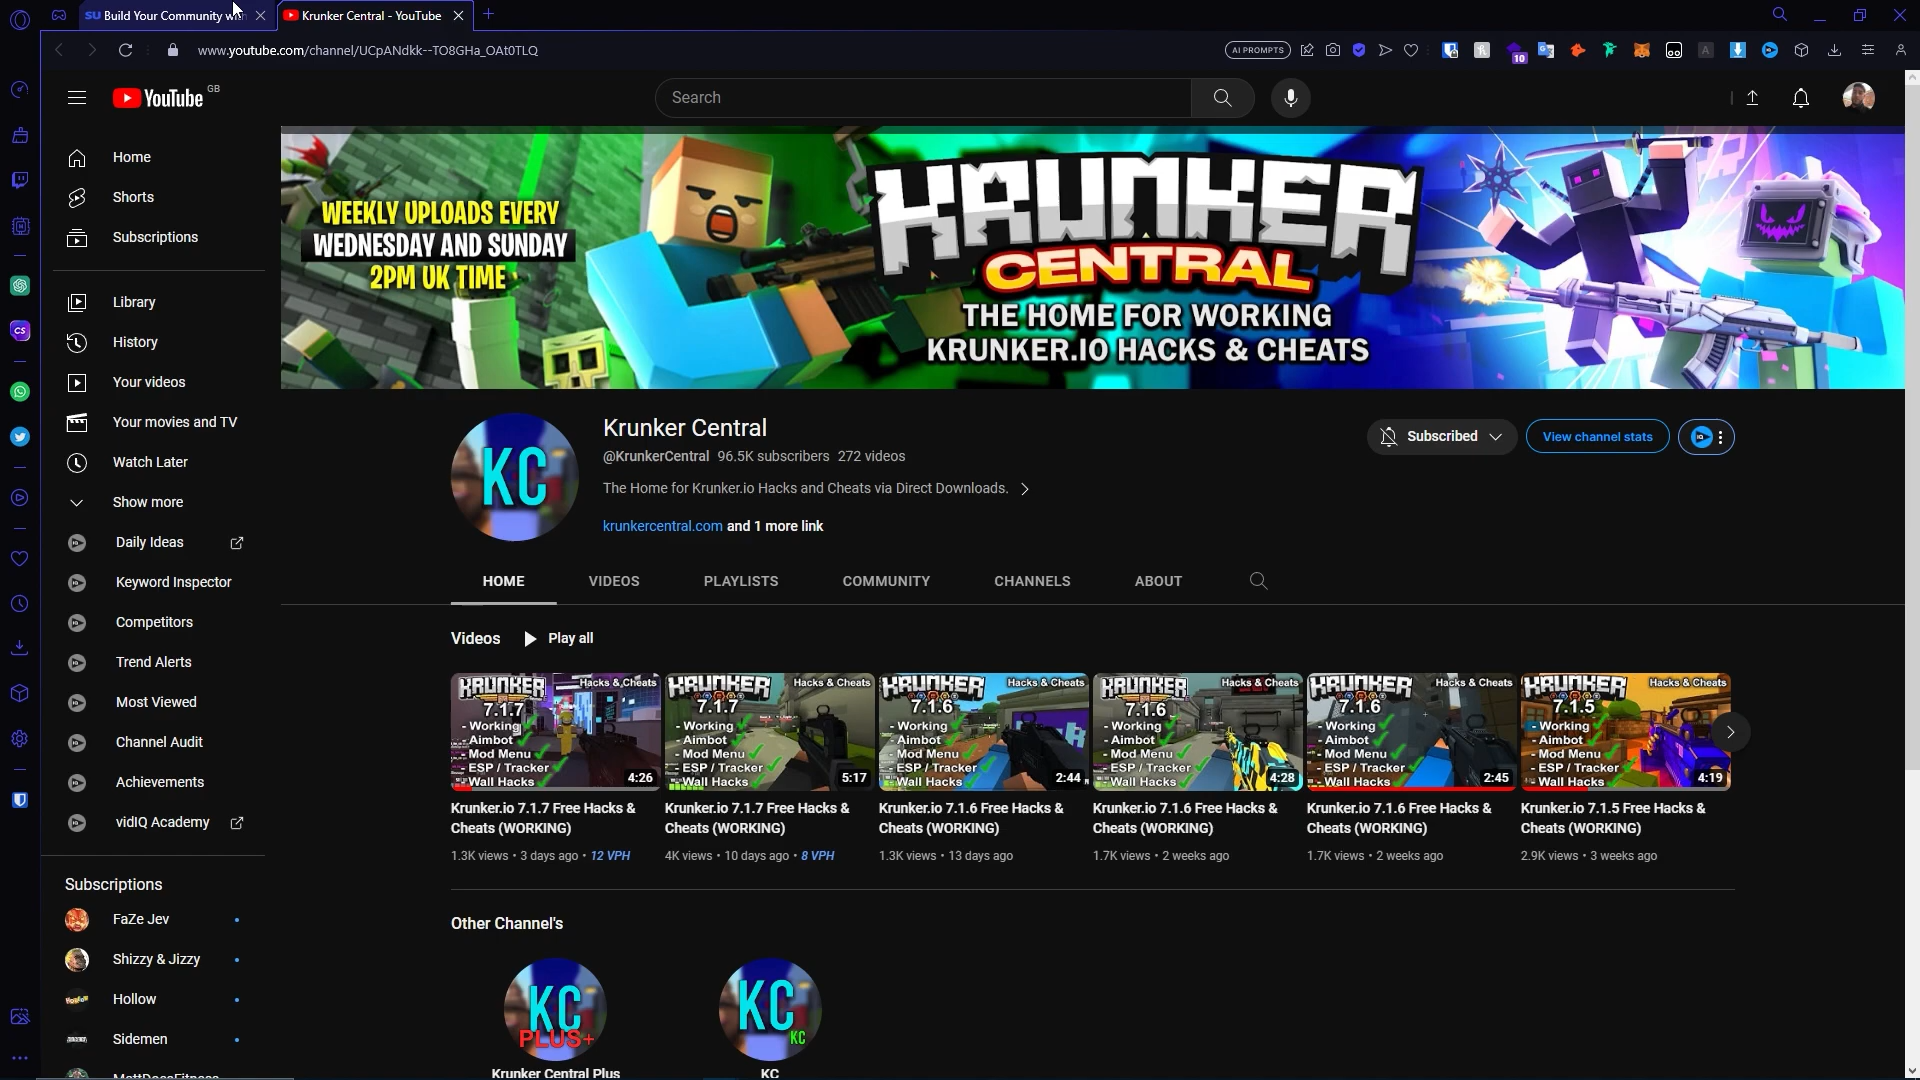 SU Build Your Community with
Krunker Central - YouTube
www.youtube.com/channel/UCpANdkk--TO8GHa_OAt0TLQ
AI PROMPTS
10
YouTube GB
Search
Home
Shorts
Subscriptions
Library
History
Your videos
Your movies and TV
Watch Later
Show more
Daily Ideas
Keyword Inspector
Competitors
Trend Alerts
Most Viewed
Channel Audit
Achievements
vidIQ Academy
Subscriptions
FaZe Jev
Shizzy & Jizzy
Hollow
Sidemen
MattDoesFitness
CS
WEEKLY UPLOADS EVERY
WEDNESDAY AND SUNDAY
2PM UK TIME
KRUNKER
CENTRAL
THE HOME FOR WORKING
KRUNKER.IO HACKS & CHEATS
KC
Krunker Central
@KrunkerCentral 96.5K subscribers 272 videos
The Home for Krunker.io Hacks and Cheats via Direct Downloads.
krunkercentral.com and 1 more link
Subscribed
View channel stats
HOME VIDEOS PLAYLISTS COMMUNITY CHANNELS ABOUT
Videos Play all
KRUNKER Hacks & Cheats
7.1.7
- Working
- Aimbot
- Mod Menu
- ESP / Tracker
- Wall Hacks
4:26
Krunker.io 7.1.7 Free Hacks &
Cheats (WORKING)
1.3K views • 3 days ago • 12 VPH
KRUNKER Hacks & Cheats
7.1.7
- Working
- Aimbot
- Mod Menu
- ESP / Tracker
- Wall Hacks
5:17
Krunker.io 7.1.7 Free Hacks &
Cheats (WORKING)
4K views • 10 days ago • 8 VPH
KRUNKER Hacks & Cheats
7.1.6
- Working
- Aimbot
- Mod Menu
- ESP / Tracker
- Wall Hacks
2:44
Krunker.io 7.1.6 Free Hacks &
Cheats (WORKING)
1.3K views • 13 days ago
KRUNKER Hacks & Cheats
7.1.6
- Working
- Aimbot
- Mod Menu
- ESP / Tracker
- Wall Hacks
4:28
Krunker.io 7.1.6 Free Hacks &
Cheats (WORKING)
1.7K views • 2 weeks ago
KRUNKER Hacks & Cheats
7.1.6
- Working
- Aimbot
- Mod Menu
- ESP / Tracker
- Wall Hacks
2:45
Krunker.io 7.1.6 Free Hacks &
Cheats (WORKING)
1.7K views • 2 weeks ago
KRUNKER Hacks & Cheats
7.1.5
- Working
- Aimbot
- Mod Menu
- ESP / Tracker
- Wall Hacks
4:19
Krunker.io 7.1.5 Free Hacks &
Cheats (WORKING)
2.9K views • 3 weeks ago
Other Channel's
KC
PLUS+
Krunker Central Plus
KC
KC
KC